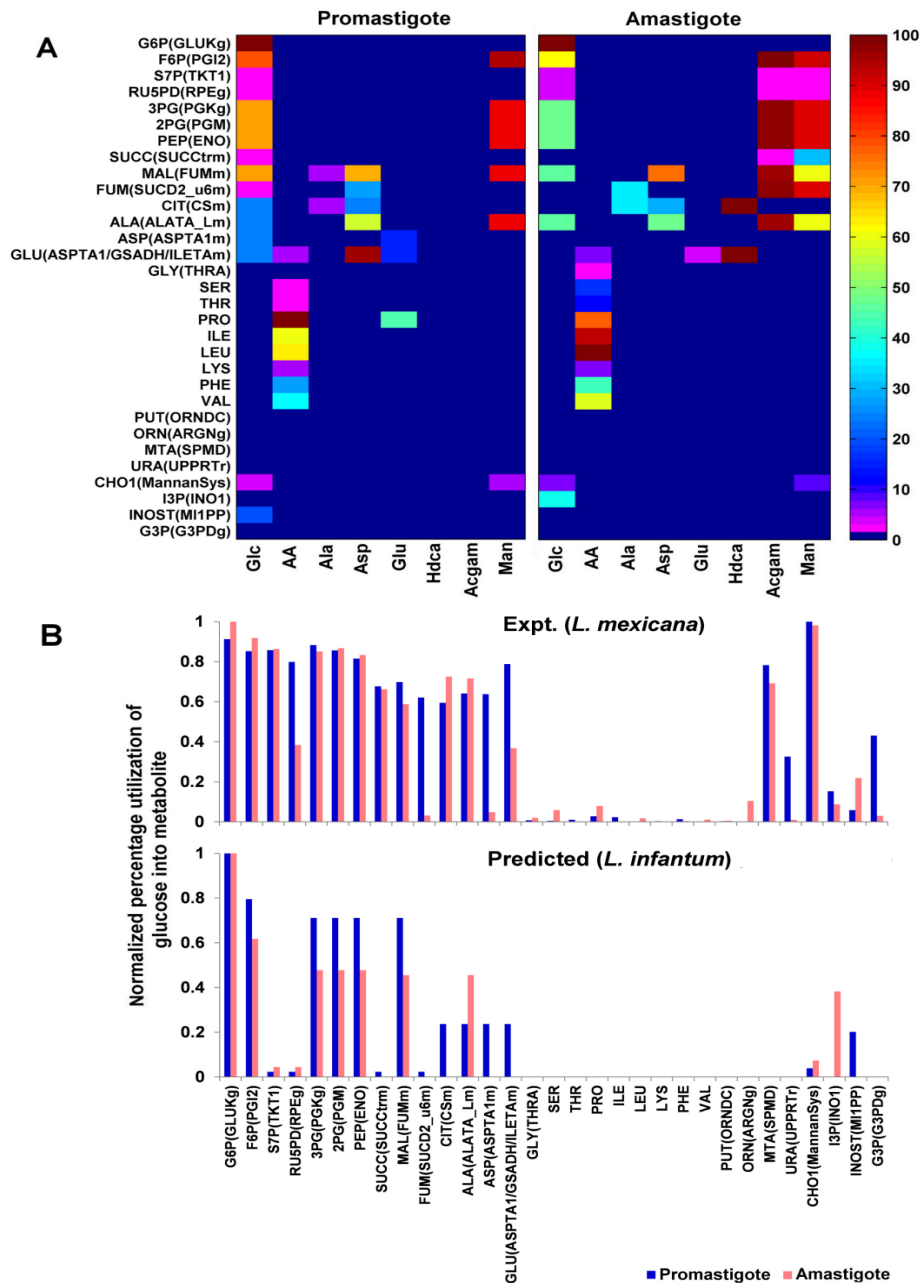 A
Promastigote
Amastigote
G6P(GLUKg)
F6P(PGI2)
S7P(TKT1)
RU5PD(RPEg)
3PG(PGKg)
2PG(PGM)
PEP(ENO)
SUCC(SUCCtrm)
MAL(FUMm)
FUM(SUCD2_u6m)
CIT(CSm)
ALA(ALATA_Lm)
ASP(ASPTA1m)
GLU(ASPTA1/GSADH/ILETAm)
GLY(THRA)
SER
THR
PRO
ILE
LEU
LYS
PHE
VAL
PUT(ORNDC)
ORN(ARGNg)
MTA(SPMD)
URA(UPPRTr)
CHO1(MannanSys)
I3P(INO1)
INOST(MI1PP)
G3P(G3PDg)
Glc AA Ala Asp Glu Hdca Acgam Man
Glc AA Ala Asp Glu Hdca Acgam Man
100
90
80
70
60
50
40
30
20
10
0
B
Expt. (L. mexicana)
1
0.8
0.6
0.4
0.2
0
Predicted (L. infantum)
1
0.8
0.6
0.4
0.2
0
Normalized percentage utilization of
glucose into metabolite
G6P(GLUKg)
F6P(PGI2)
S7P(TKT1)
RU5PD(RPEg)
3PG(PGKg)
2PG(PGM)
PEP(ENO)
SUCC(SUCCtrm)
MAL(FUMm)
FUM(SUCD2_u6m)
CIT(CSm)
ALA(ALATA_Lm)
ASP(ASPTA1m)
GLU(ASPTA1/GSADH/ILETAm)
GLY(THRA)
SER
THR
PRO
ILE
LEU
LYS
PHE
VAL
PUT(ORNDC)
ORN(ARGNg)
MTA(SPMD)
URA(UPPRTr)
CHO1(MannanSys)
I3P(INO1)
INOST(MI1PP)
G3P(G3PDg)
Promastigote Amastigote